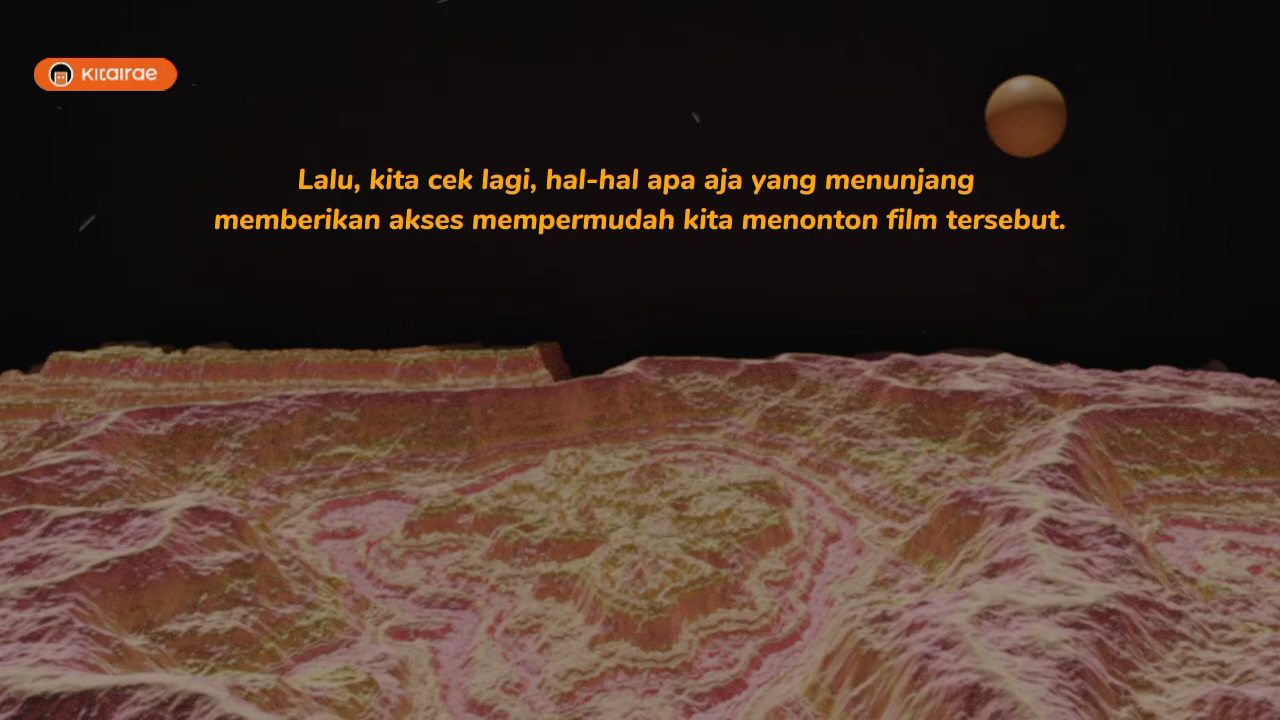 Kitairae
Lalu, kita cek lagi, hal-hal apa aja yang menunjang
memberikan akses mempermudah kita menonton film tersebut.